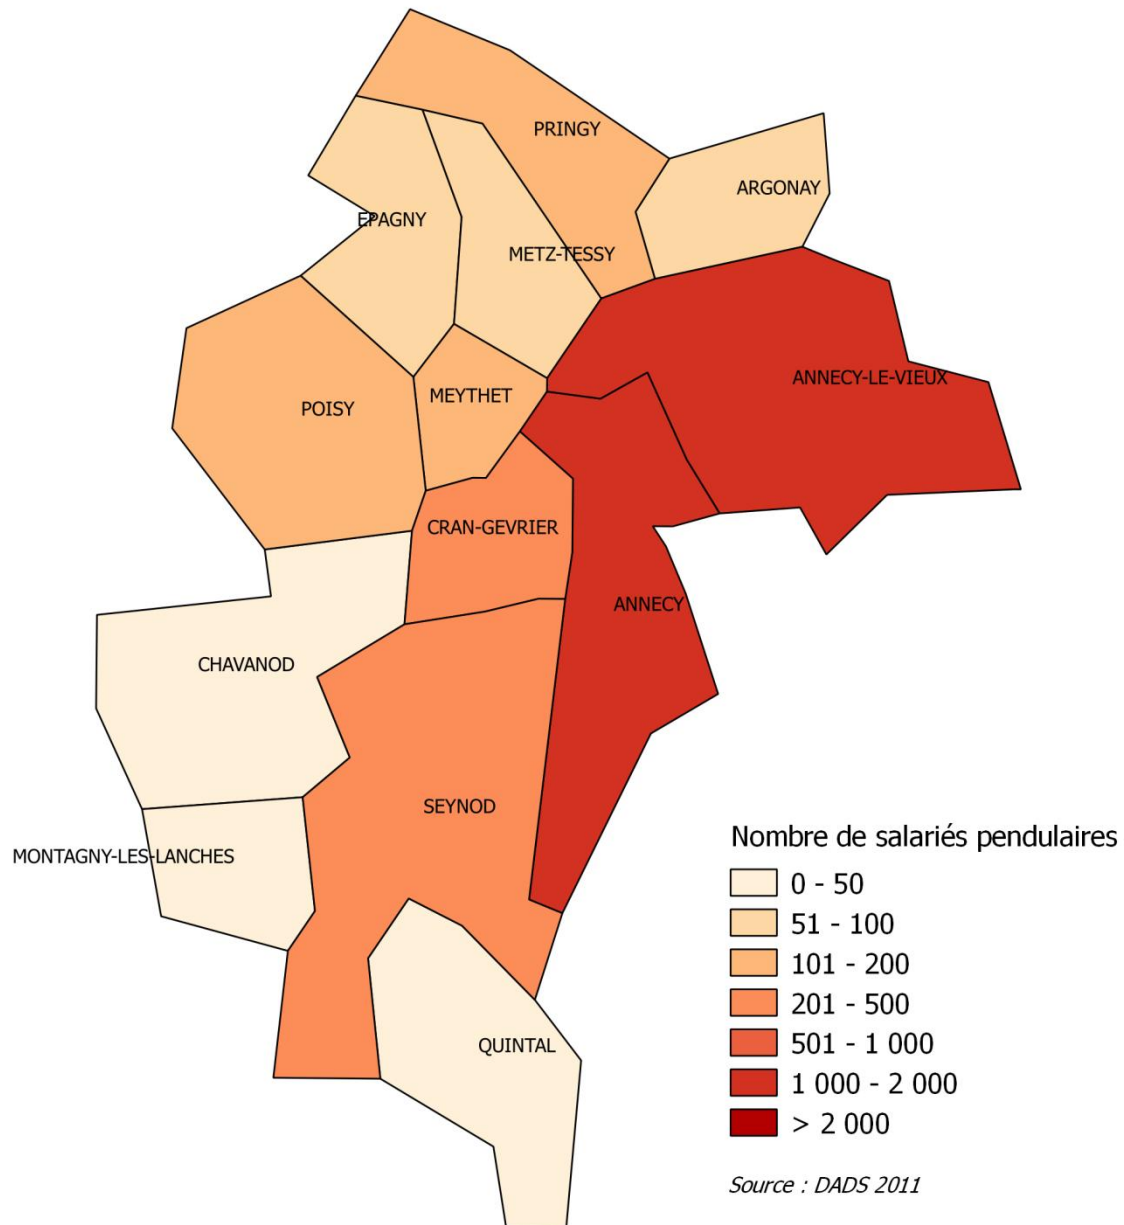 PRINGY
ARGONAY
EPAGNY
METZ-TESSY
ANNECY-LE-VIEUX
MEYTHET
POISY
CRAN-GEVRIER
ANNECY
CHAVANOD
SEYNOD
MONTAGNY-LES-LANCHES
QUINTAL
Nombre de salariés pendulaires
0 - 50
51 - 100
101 - 200
201 - 500
501 - 1 000
1 000 - 2 000
> 2 000
Source : DADS 2011